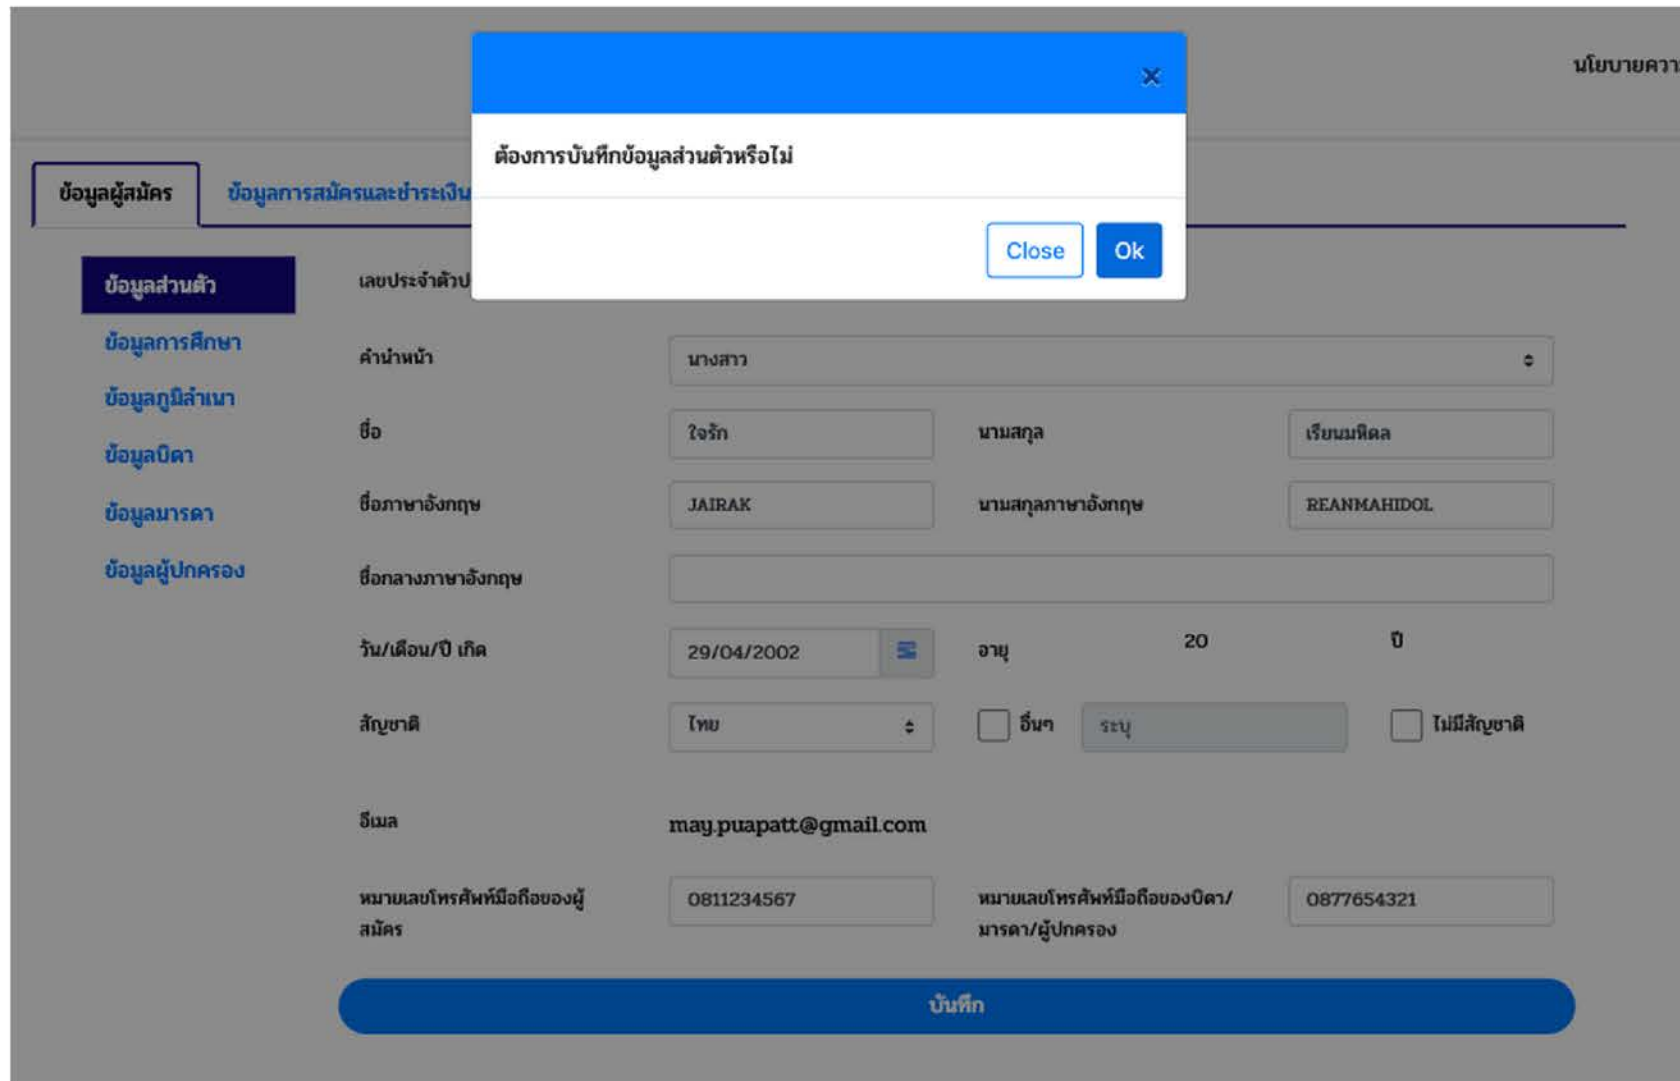 นโยบายควา
×
ต้องการบันทึกข้อมูลส่วนตัวหรือไม่
Close Ok
ข้อมูลผู้สมัคร ข้อมูลการสมัครและชำระเงิน
ข้อมูลส่วนตัว
ข้อมูลการศึกษา
ข้อมูลภูมิลำเนา
ข้อมูลบิดา
ข้อมูลมารดา
ข้อมูลผู้ปกครอง
เลขประจำตัวป
คำนำหน้า นางสาว
ชื่อ ใจรัก นามสกุล เรียนมหิดล
ชื่อภาษาอังกฤษ JAIRAK นามสกุลภาษาอังกฤษ REANMAHIDOL
ชื่อกลางภาษาอังกฤษ
วัน/เดือน/ปี เกิด 29/04/2002 อายุ 20 ปี
สัญชาติ ไทย อื่นๆ ระบุ ไม่มีสัญชาติ
อีเมล may.puapatt@gmail.com
หมายเลขโทรศัพท์มือถือของผู้สมัคร 0811234567 หมายเลขโทรศัพท์มือถือของบิดา/มารดา/ผู้ปกครอง 0877654321
บันทึก